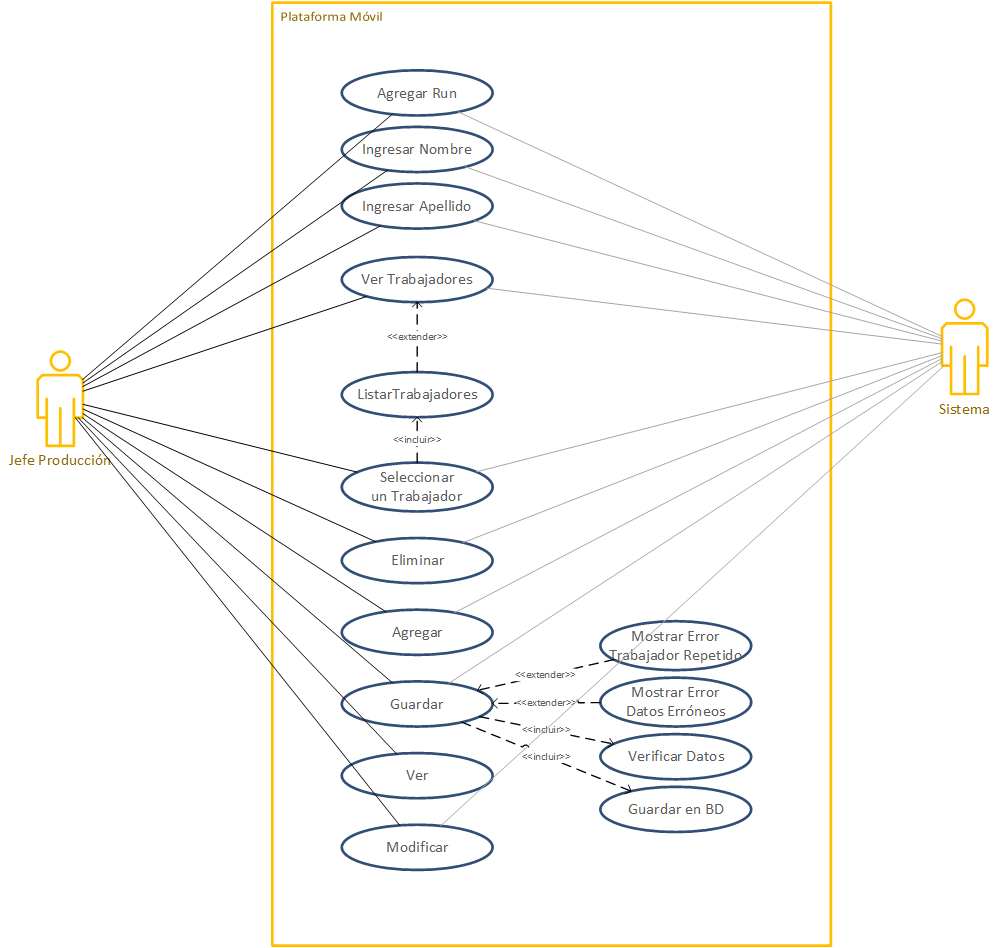 Plataforma Móvil
Agregar Run
Ingresar Nombre
Ingresar Apellido
Ver Trabajadores
<<extender>>
ListarTrabajadores
<<incluir>>
Seleccionar
un Trabajador
Eliminar
Agregar
Guardar
Ver
Modificar
Mostrar Error
Trabajador Repetido
<<extender>>
Mostrar Error
Datos Erróneos
<<extender>>
Verificar Datos
<<incluir>>
Guardar en BD
<<incluir>>
Jefe Producción
Sistema